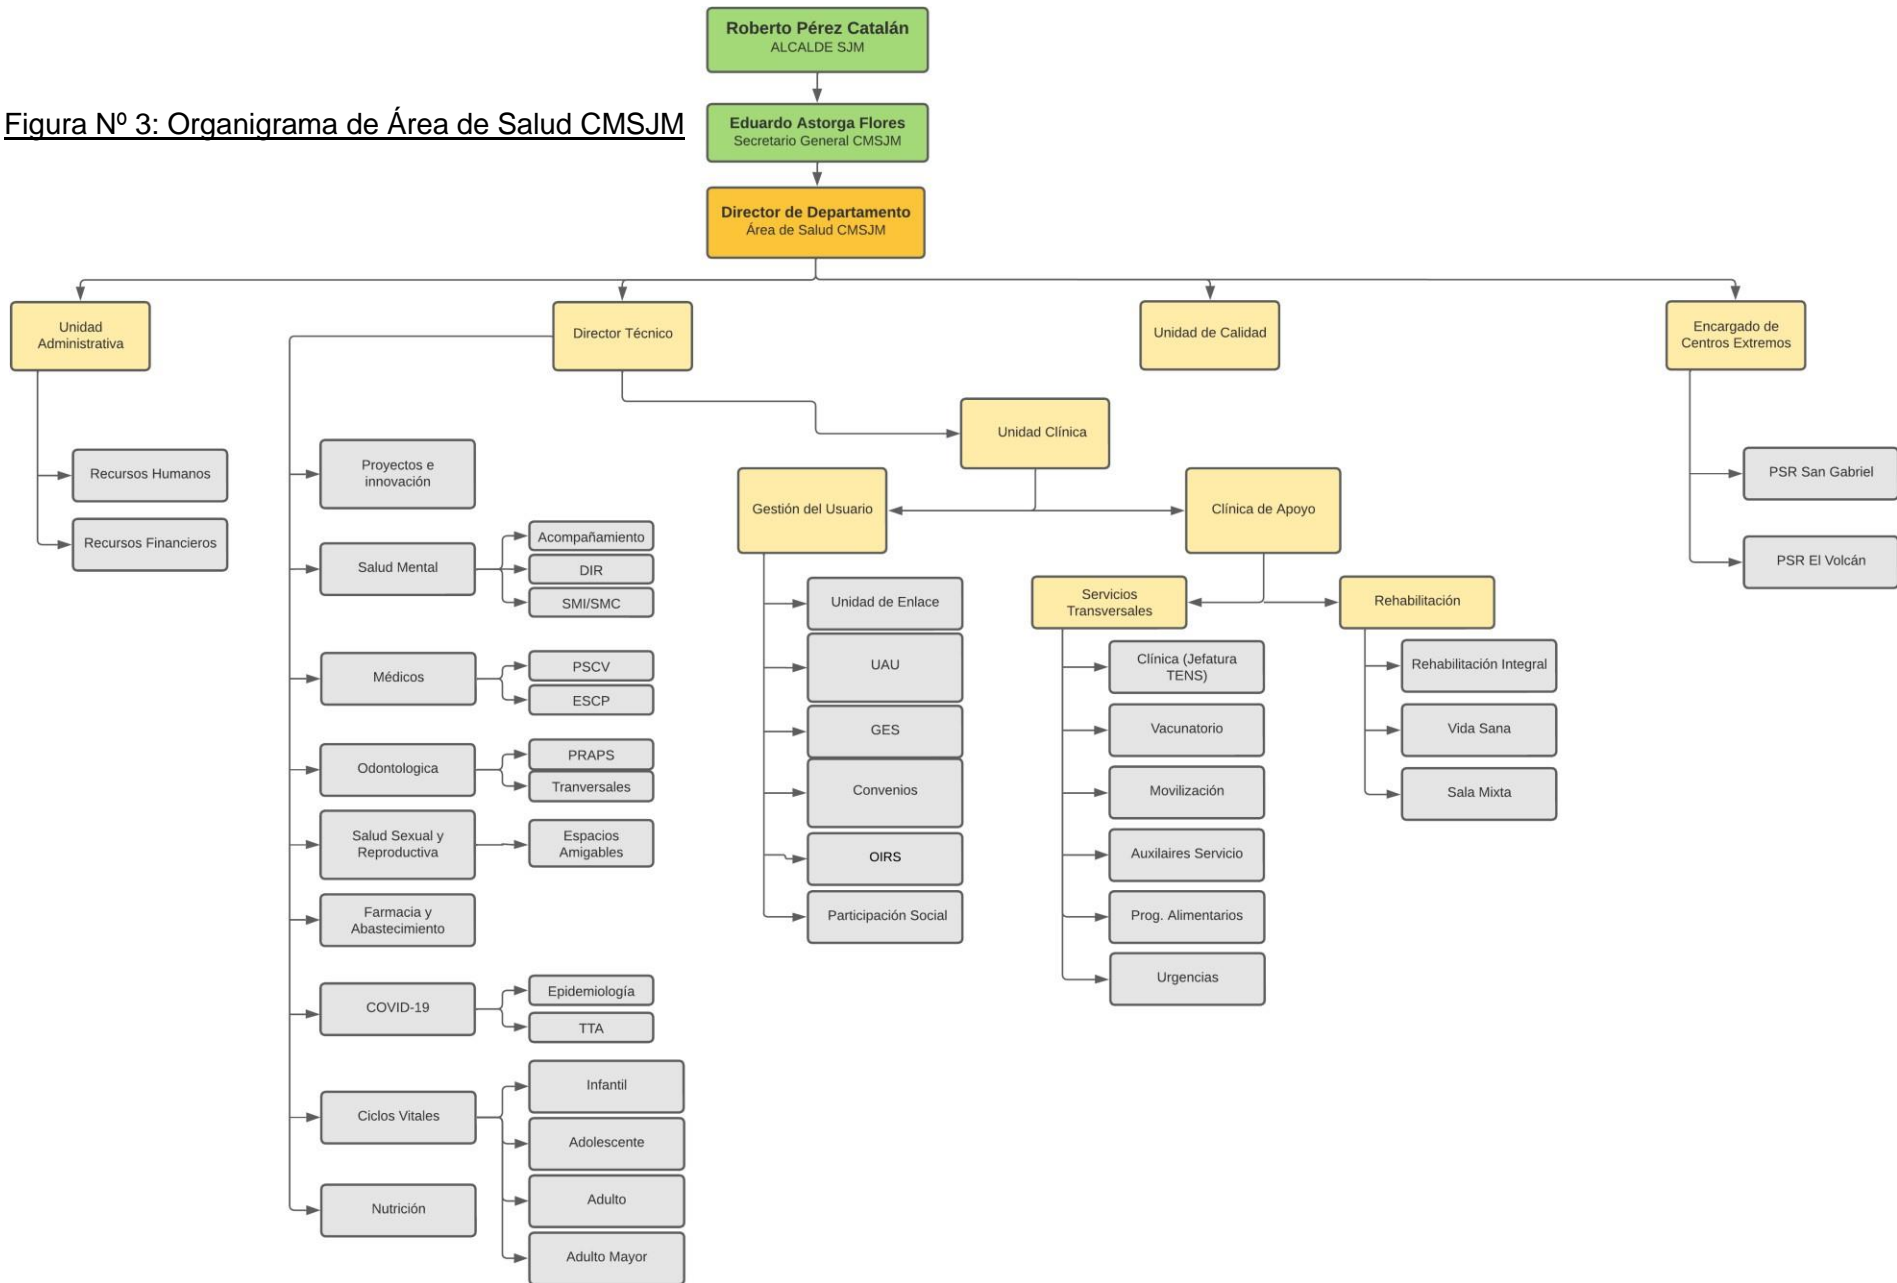 Roberto Pérez Catalán
ALCALDE SJM
Figura Nº 3: Organigrama de Área de Salud CMSJM
Eduardo Astorga Flores
Secretario General CMSJM
Director de Departamento
Área de Salud CMSJM
Unidad
Administrativa
Director Técnico
Unidad de Calidad
Encargado de
Centros Extremos
Recursos Humanos
Recursos Financieros
Proyectos e
innovación
Salud Mental
Acompañamiento
DIR
SMI/SMC
Médicos
PSCV
ESCP
Odontologica
PRAPS
Tranversales
Salud Sexual y
Reproductiva
Espacios
Amigables
Farmacia y
Abastecimiento
COVID-19
Epidemiología
TTA
Ciclos Vitales
Infantil
Adolescente
Adulto
Adulto Mayor
Nutrición
Unidad Clínica
Gestión del Usuario
Clínica de Apoyo
Unidad de Enlace
UAU
GES
Convenios
OIRS
Participación Social
Servicios
Transversales
Clínica (Jefatura
TENS)
Vacunatorio
Movilización
Auxilaires Servicio
Prog. Alimentarios
Urgencias
Rehabilitación
Rehabilitación Integral
Vida Sana
Sala Mixta
PSR San Gabriel
PSR El Volcán